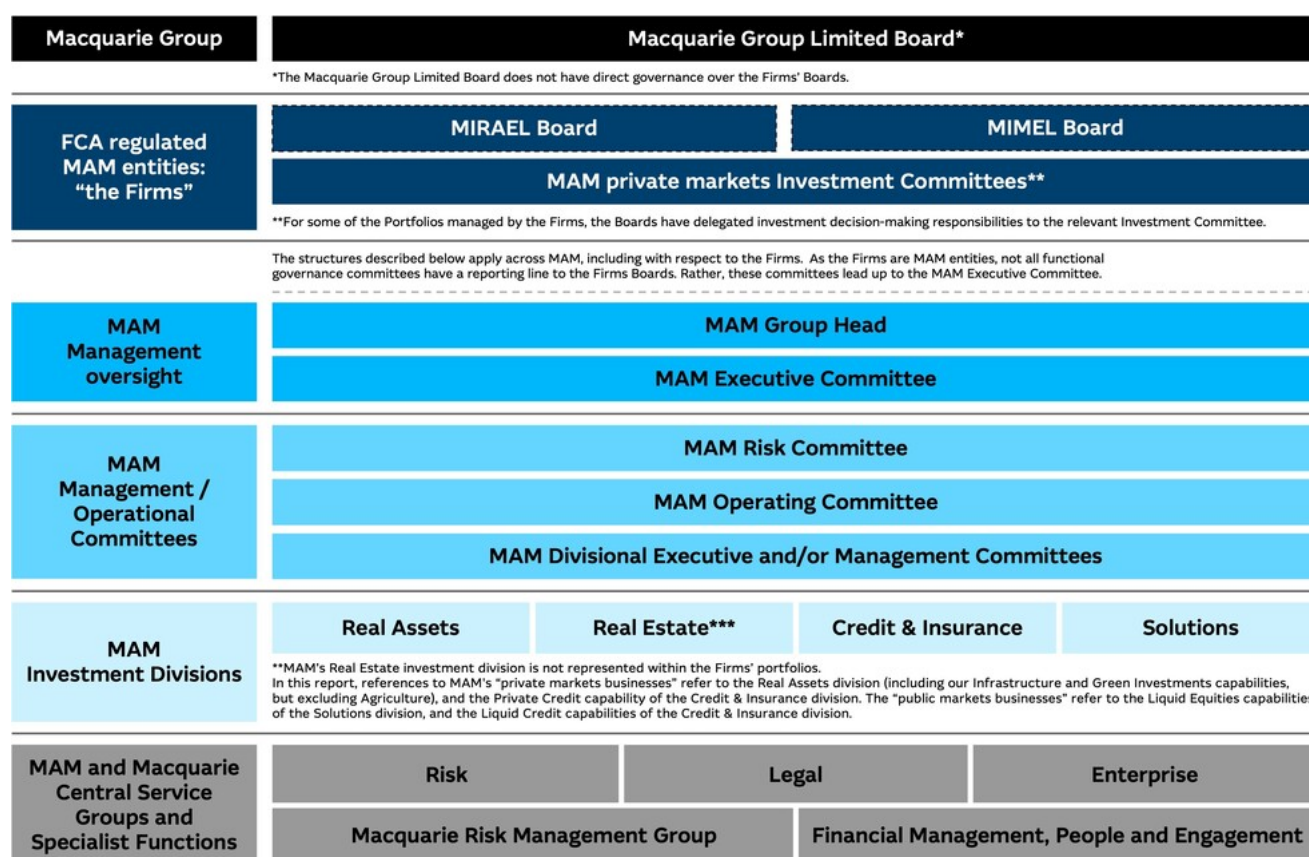 Macquarie Group
Macquarie Group Limited Board*
*The Macquarie Group Limited Board does not have direct governance over the Firms' Boards.
FCA regulated
MAM entities:
“the Firms”
MIRAEL Board
MIMEL Board
MAM private markets Investment Committees**
**For some of the Portfolios managed by the Firms, the Boards have delegated investment decision-making responsibilities to the relevant Investment Committee.
The structures described below apply across MAM, including with respect to the Firms. As the Firms are MAM entities, not all functional
governance committees have a reporting line to the Firms Boards. Rather, these committees lead up to the MAM Executive Committee.
MAM
Management
oversight
MAM Group Head
MAM Executive Committee
MAM
Management /
Operational
Committees
MAM Risk Committee
MAM Operating Committee
MAM Divisional Executive and/or Management Committees
MAM
Investment Divisions
Real Assets
Real Estate***
Credit & Insurance
Solutions
**MAM's Real Estate investment division is not represented within the Firms' portfolios.
In this report, references to MAM's “private markets businesses” refer to the Real Assets division (including our Infrastructure and Green Investments capabilities,
but excluding Agriculture), and the Private Credit capability of the Credit & Insurance division. The “public markets businesses” refer to the Liquid Equities capabilities
of the Solutions division, and the Liquid Credit capabilities of the Credit & Insurance division.
MAM and Macquarie
Central Service
Groups and
Specialist Functions
Risk
Legal
Enterprise
Macquarie Risk Management Group
Financial Management, People and Engagement